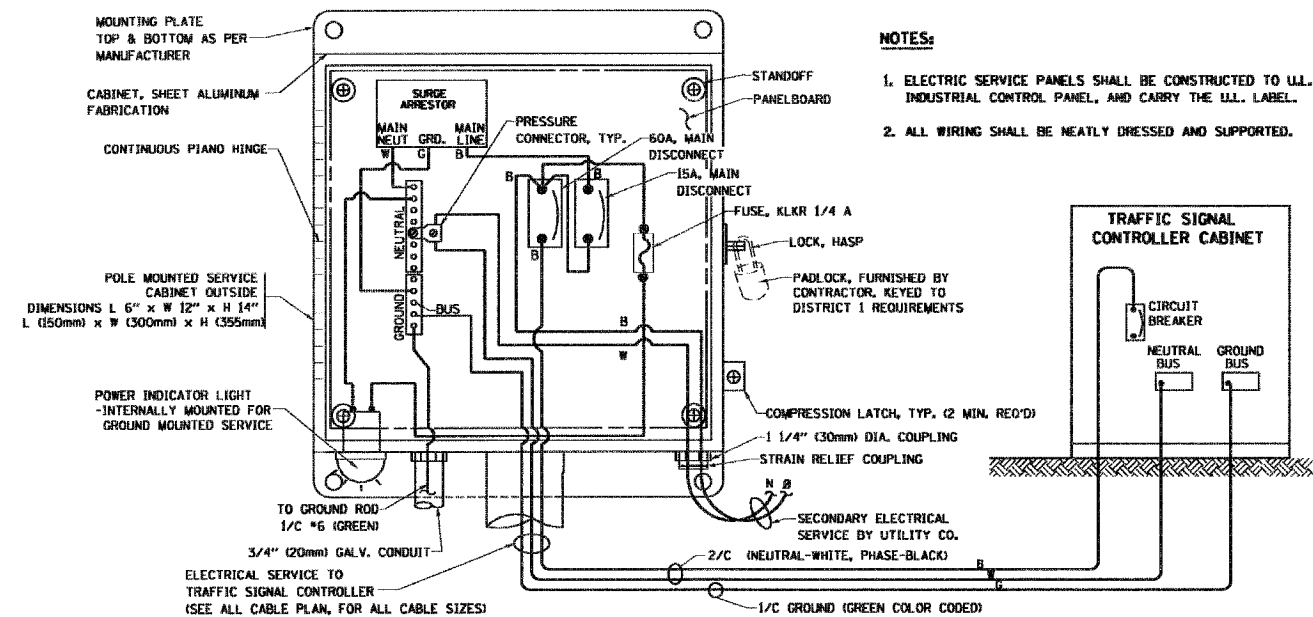 MOUNTING PLATE
TOP & BOTTOM AS PER
MANUFACTURER
CABINET, SHEET ALUMINUM
FABRICATION
CONTINUOUS PIANO HINGE
POLE MOUNTED SERVICE
CABINET OUTSIDE
DIMENSIONS L 6" x W 12" x H 14"
L (150mm) x W (300mm) x H (355mm)
POWER INDICATOR LIGHT
-INTERNALLY MOUNTED FOR
GROUND MOUNTED SERVICE
SURGE
ARRESTOR
MAIN
NEUT
GRD.
MAIN
LINE
W
G
B
NEUTRAL
GROUND
BUS
PRESSURE
CONNECTOR, TYP.
STANDOFF
PANELBOARD
60A, MAIN
DISCONNECT
15A, MAIN
DISCONNECT
B
B
B
FUSE, KLKR 1/4 A
LOCK, HASP
PADLOCK, FURNISHED BY
CONTRACTOR, KEYED TO
DISTRICT 1 REQUIREMENTS
B
W
COMPRESSION LATCH, TYP. (2 MIN. REQ'D)
1 1/4" (30mm) DIA. COUPLING
STRAIN RELIEF COUPLING
N Ø
SECONDARY ELECTRICAL
SERVICE BY UTILITY CO.
TO GROUND ROD
1/C #6 (GREEN)
3/4" (20mm) GALV. CONDUIT
ELECTRICAL SERVICE TO
TRAFFIC SIGNAL CONTROLLER
(SEE ALL CABLE PLAN, FOR ALL CABLE SIZES)
2/C (NEUTRAL-WHITE, PHASE-BLACK)
B
W
G
1/C GROUND (GREEN COLOR CODED)
NOTES:
1. ELECTRIC SERVICE PANELS SHALL BE CONSTRUCTED TO U.L.
INDUSTRIAL CONTROL PANEL, AND CARRY THE U.L. LABEL.
2. ALL WIRING SHALL BE NEATLY DRESSED AND SUPPORTED.
TRAFFIC SIGNAL
CONTROLLER CABINET
CIRCUIT
BREAKER
NEUTRAL
BUS
GROUND
BUS